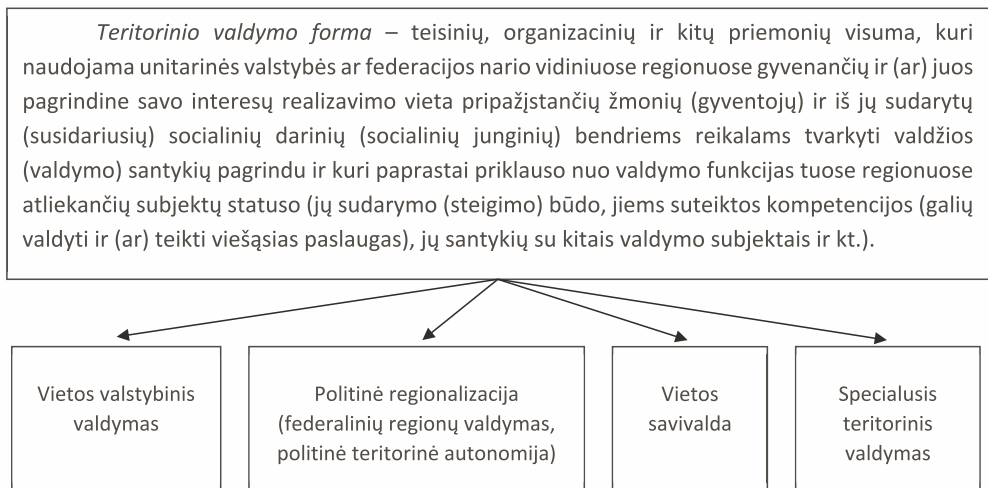 Teritorinio valdymo forma – teisinių, organizacinių ir kitų priemonių visuma, kuri
naudojama unitarinės valstybės ar federacijos nario vidiniuose regionuose gyvenančių ir (ar) juos
pagrindine savo interesų realizavimo vieta pripažįstančių žmonių (gyventojų) ir iš jų sudarytų
(susidariusių) socialinių darinių (socialinių junginių) bendriems reikalams tvarkyti valdžios
(valdymo) santykių pagrindu ir kuri paprastai priklauso nuo valdymo funkcijas tuose regionuose
atliekančių subjektų statuso (jų sudarymo (steigimo) būdo, jiems suteiktos kompetencijos (galių
valdyti ir (ar) teikti viešąsias paslaugas), jų santykių su kitais valdymo subjektais ir kt.).
Vietos valstybinis
valdymas
Politinė regionalizacija
(federalinių regionų valdymas,
politinė teritorinė autonomija)
Vietos
savivalda
Specialusis
teritorinis
valdymas